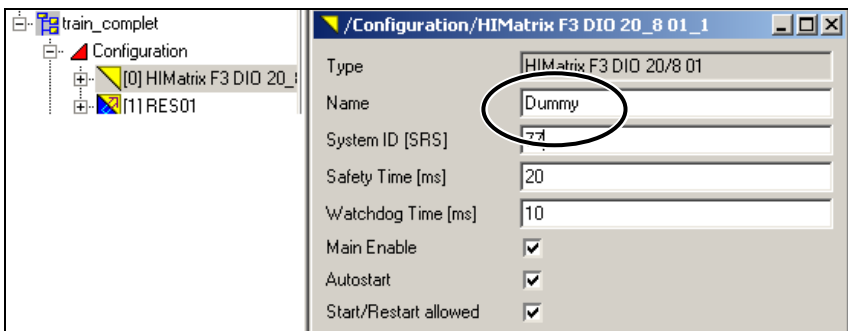 train_complet
Configuration
[0] HIMatrix F3 DIO 20_
[1] RES01
/Configuration/HIMatrix F3 DIO 20_8 01_1
Type HIMatrix F3 DIO 20/8 01
Name Dummy
System ID [SRS] 77
Safety Time [ms] 20
Watchdog Time [ms] 10
Main Enable
Autostart
Start/Restart allowed